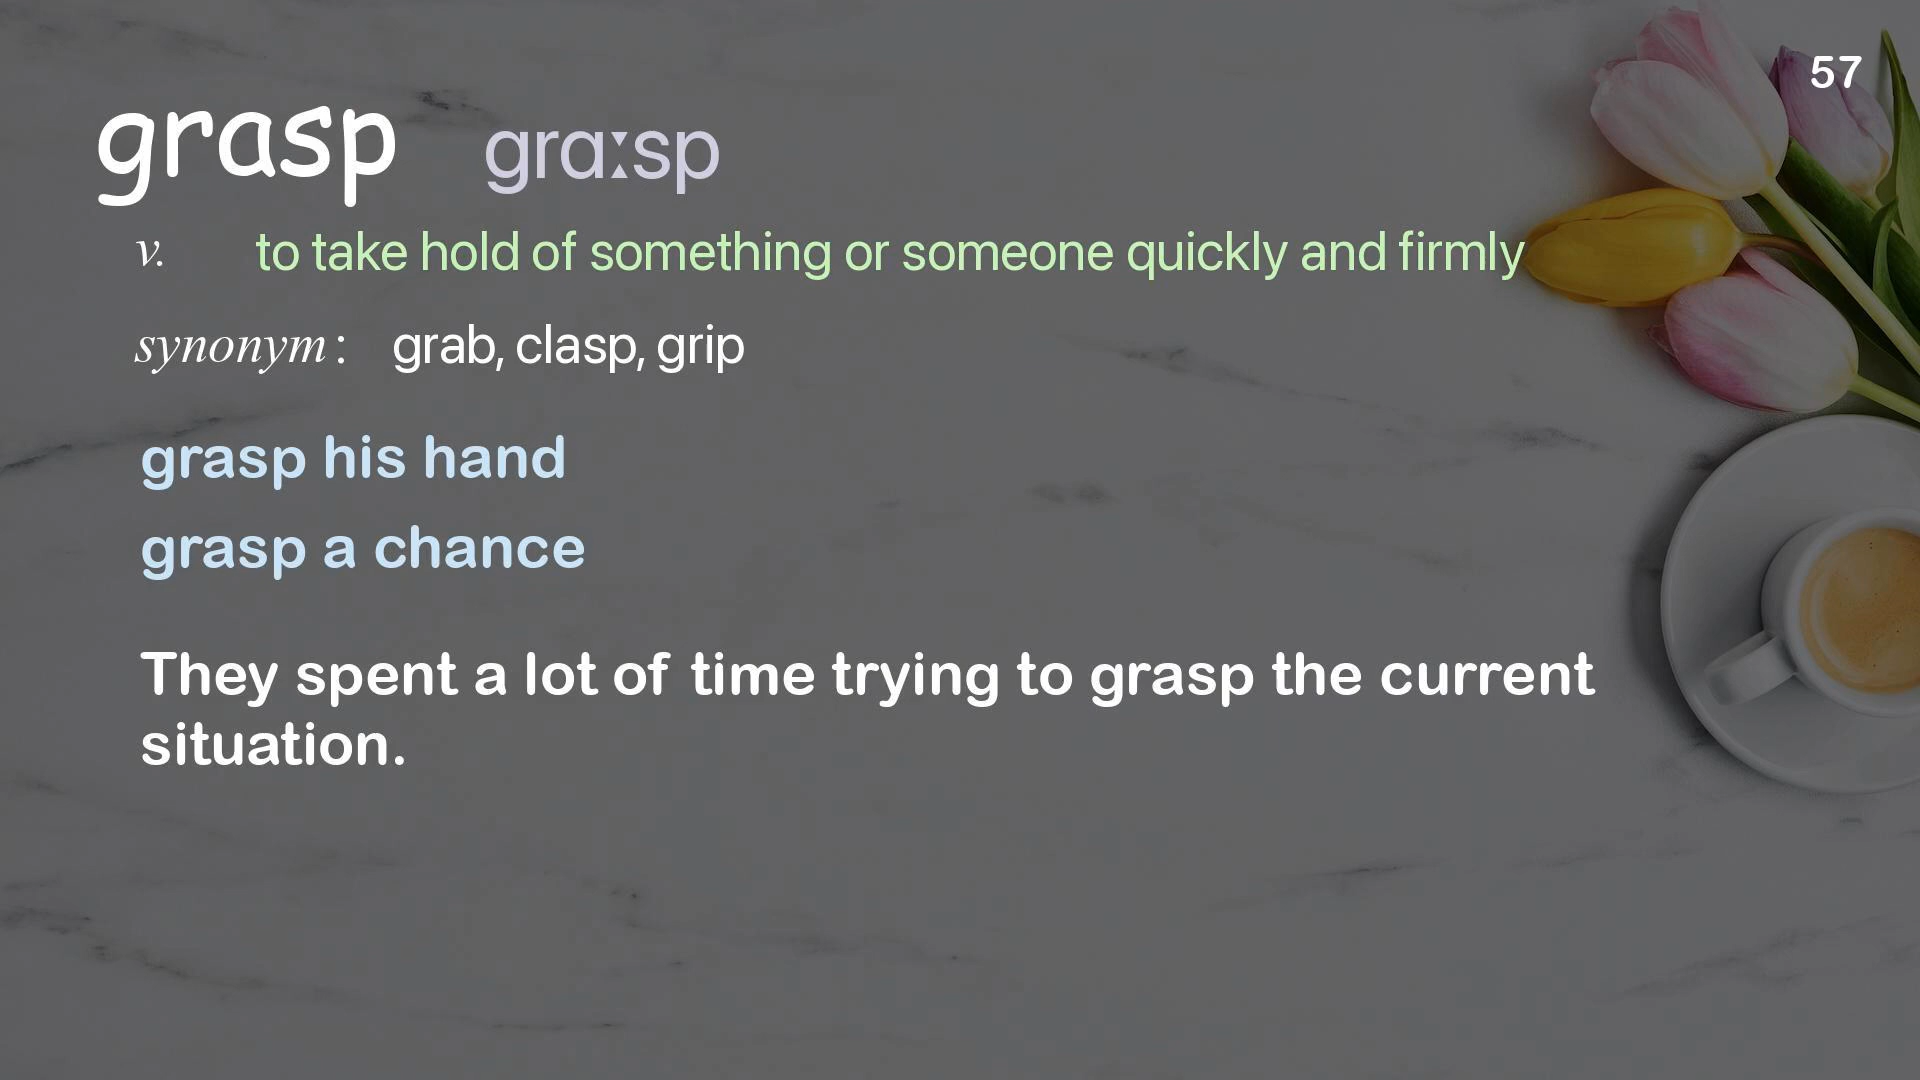 57
grasp grɑːsp
v. to take hold of something or someone quickly and firmly
synonym : grab, clasp, grip
grasp his hand
grasp a chance
They spent a lot of time trying to grasp the current
situation.